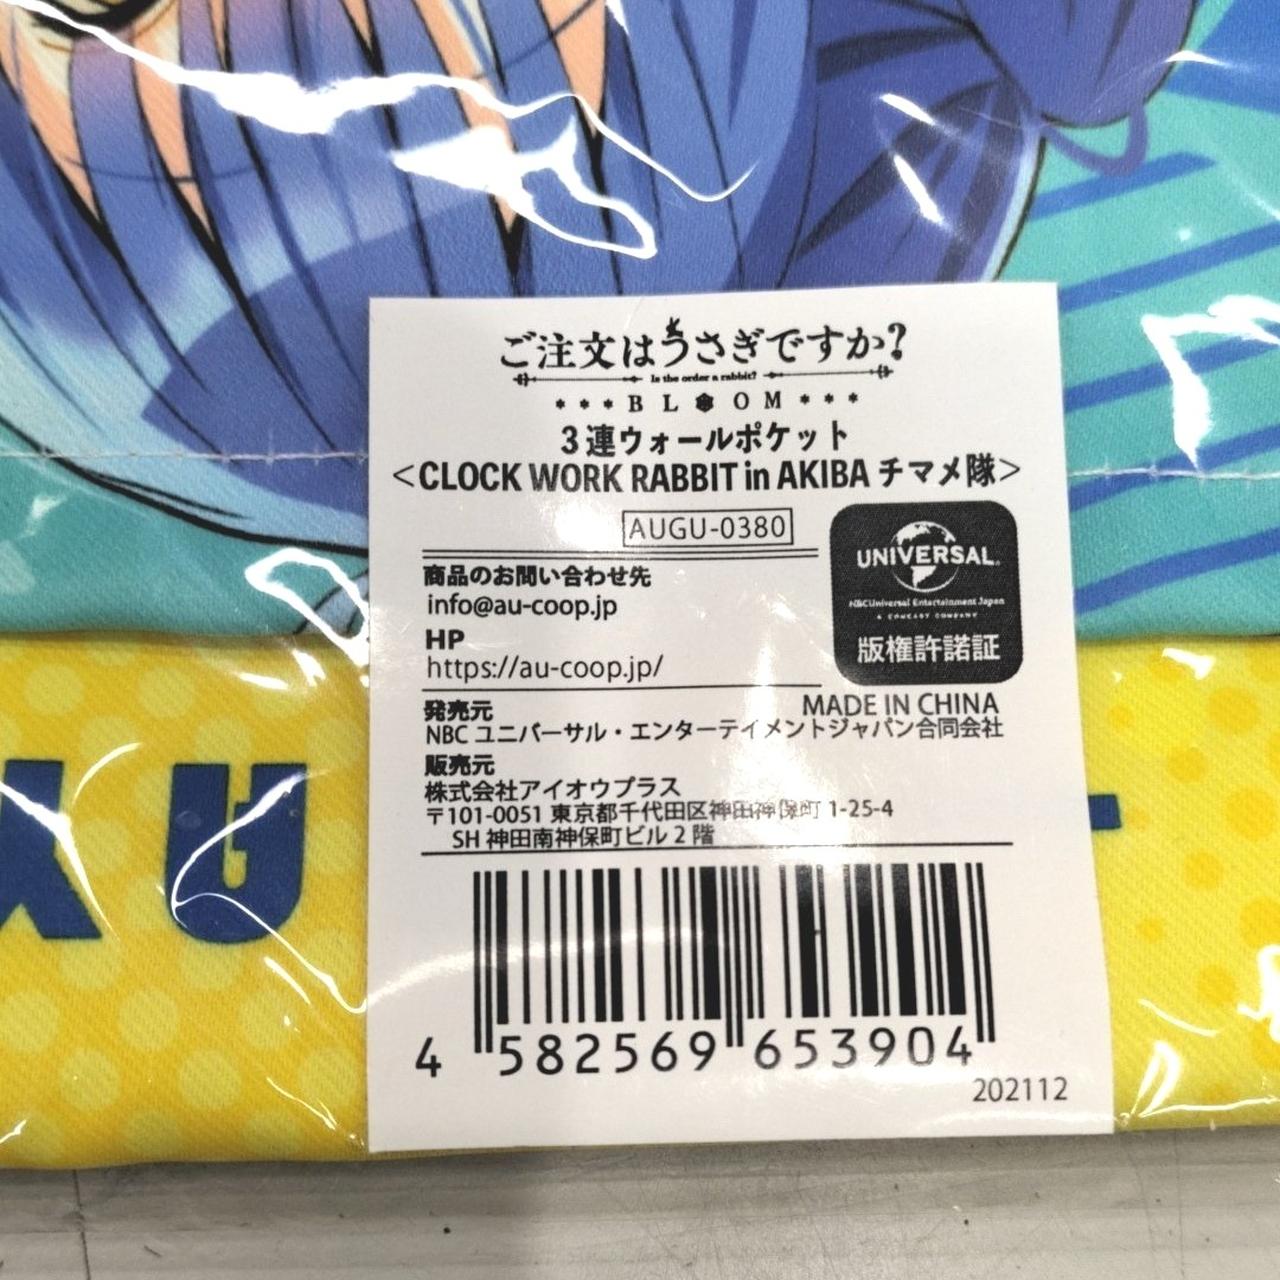 ご注文はうさぎですか?
Is the order a rabbit?
BLOOM
3連ウォールポケット
<CLOCK WORK RABBIT in AKIBA チマメ隊>
AUGU-0380
商品のお問い合わせ先
info@au-coop.jp
HP
https://au-coop.jp/
UNIVERSAL
NBCUniversal Entertainment Japan
A COMCAST COMPANY
版権許諾証
MADE IN CHINA
発売元
NBC ユニバーサル・エンターテイメントジャパン合同会社
販売元
株式会社アイオウプラス
〒101-0051 東京都千代田区神田神保町 1-25-4
SH 神田南神保町ビル 2 階
4 582569 653904
202112